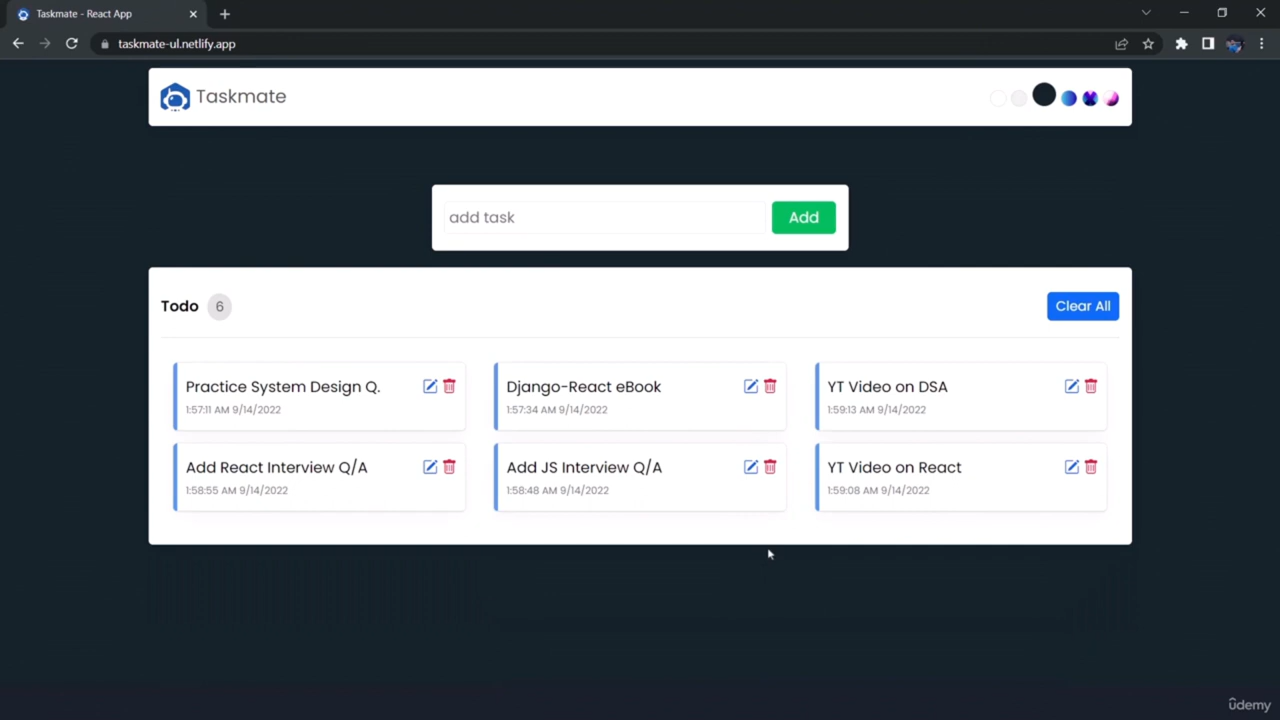 Taskmate - React App
taskmate-ul.netlify.app
Taskmate
add task
Add
Todo 6
Clear All
Practice System Design Q.
1:57:11 AM 9/14/2022
Django-React eBook
1:57:34 AM 9/14/2022
YT Video on DSA
1:59:13 AM 9/14/2022
Add React Interview Q/A
1:58:55 AM 9/14/2022
Add JS Interview Q/A
1:58:48 AM 9/14/2022
YT Video on React
1:59:08 AM 9/14/2022
ûdemy